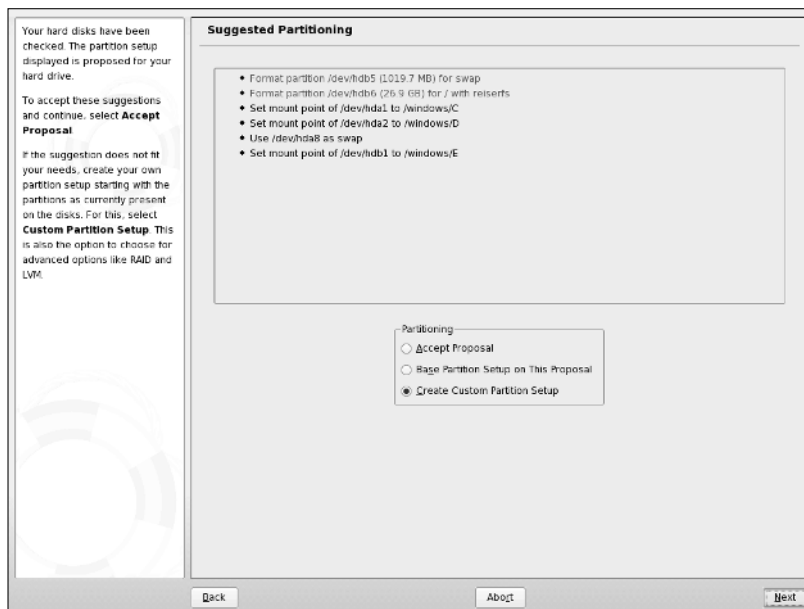 Your hard disks have been
checked. The partition setup
displayed is proposed for your
hard drive.
To accept these suggestions
and continue, select Accept
Proposal.
If the suggestion does not fit
your needs, create your own
partition setup starting with the
partitions as currently present
on the disks. For this, select
Custom Partition Setup. This
is also the option to choose for
advanced options like RAID and
LVM.
Suggested Partitioning
Format partition /dev/hdb5 (1019.7 MB) for swap
Format partition /dev/hdb6 (26.9 GB) for / with reiserfs
Set mount point of /dev/hda1 to /windows/C
Set mount point of /dev/hda2 to /windows/D
Use /dev/hda8 as swap
Set mount point of /dev/hdb1 to /windows/E
Partitioning
Accept Proposal
Base Partition Setup on This Proposal
Create Custom Partition Setup
Back
Abort
Next